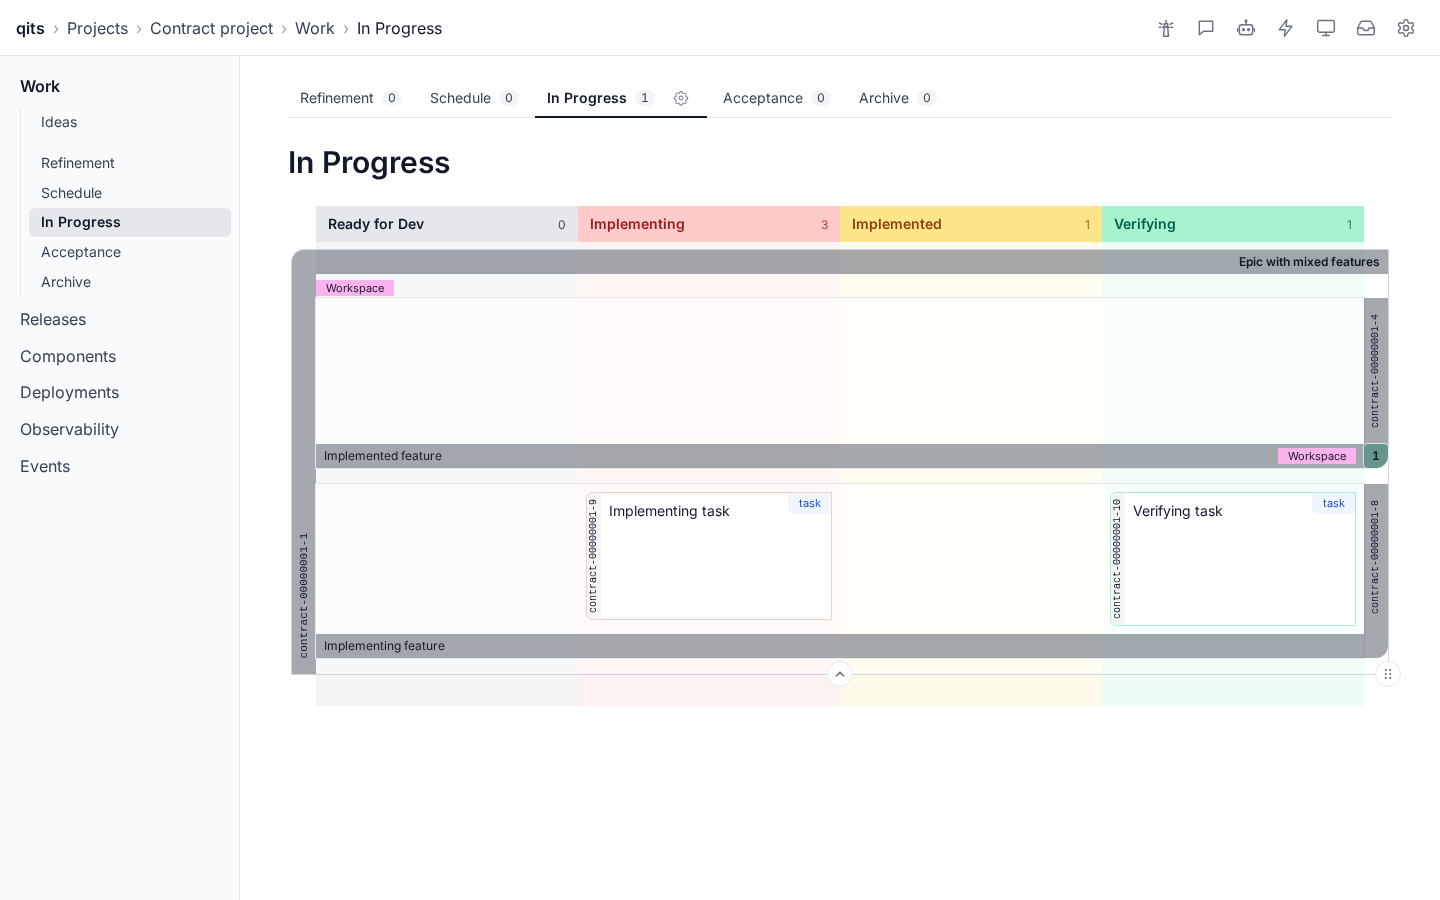 qits › Projects › Contract project › Work › In Progress
Work
Ideas
Refinement
Schedule
In Progress
Acceptance
Archive
Releases
Components
Deployments
Observability
Events
Refinement 0 Schedule 0 In Progress 1 Acceptance 0 Archive 0
In Progress
Ready for Dev 0 Implementing 3 Implemented 1 Verifying 1
Epic with mixed features
Workspace
contract-00000001-4
Implemented feature Workspace 1
contract-00000001-1
contract-00000001-9
Implementing task
task
contract-00000001-10
Verifying task
task
contract-00000001-8
Implementing feature